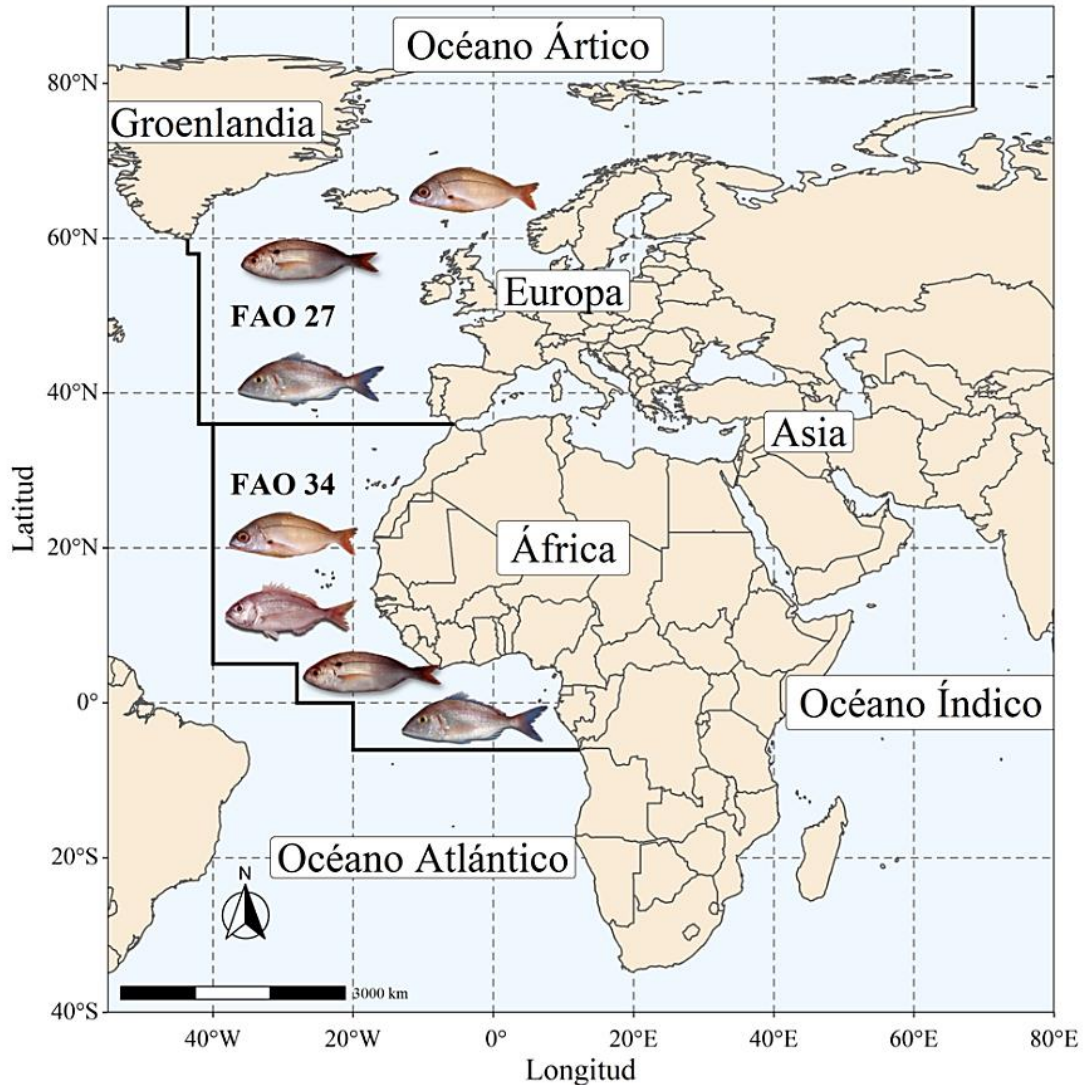 Océano Ártico
80°N
Groenlandia
60°N
Europa
FAO 27
40°N
Asia
FAO 34
Latitud
África
20°N
0°
Océano Índico
Océano Atlántico
20°S
N
3000 km
40°S
40°W
20°W
0°
20°E
40°E
60°E
80°E
Longitud